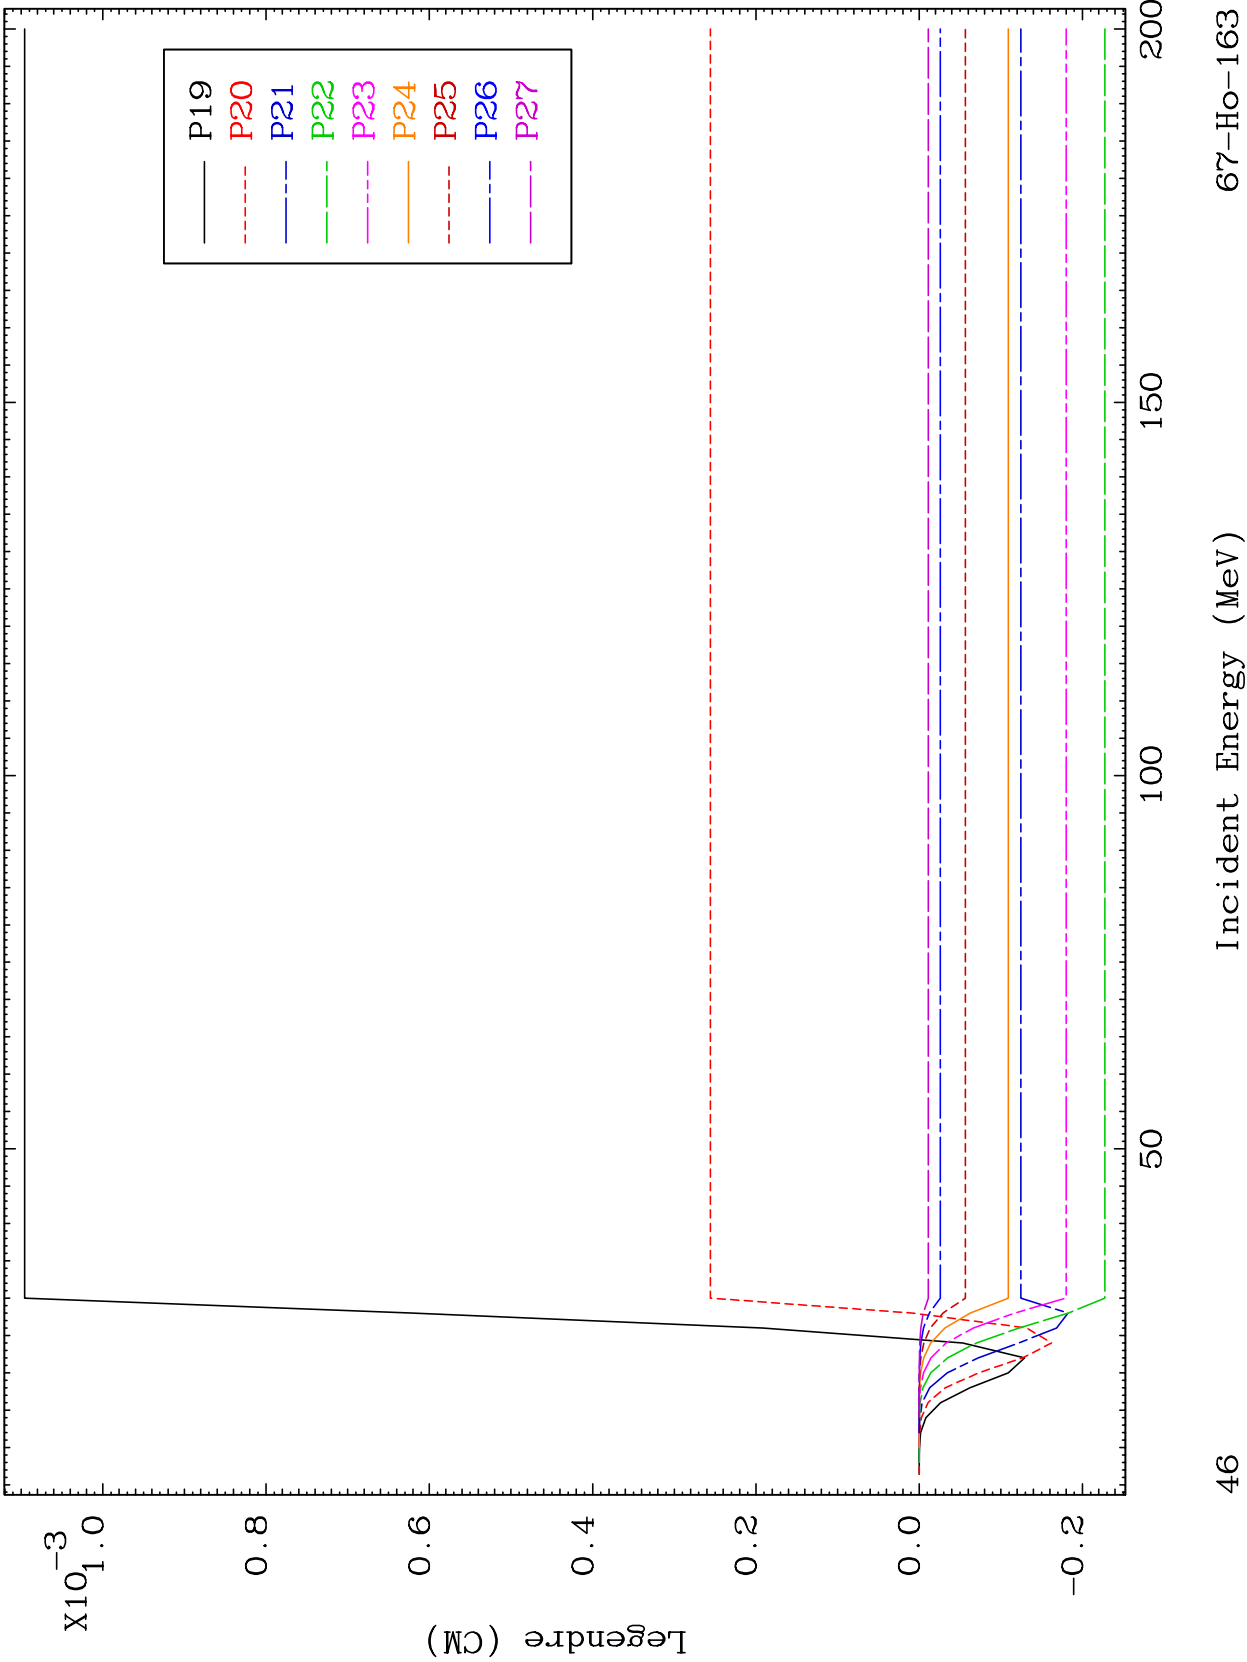 X10-3
1.0
0.8
0.6
0.4
0.2
0.0
-0.2
Legendre (CM)
P19
P20
P21
P22
P23
P24
P25
P26
P27
50
100
150
200
Incident Energy (MeV)
46
67-Ho-163